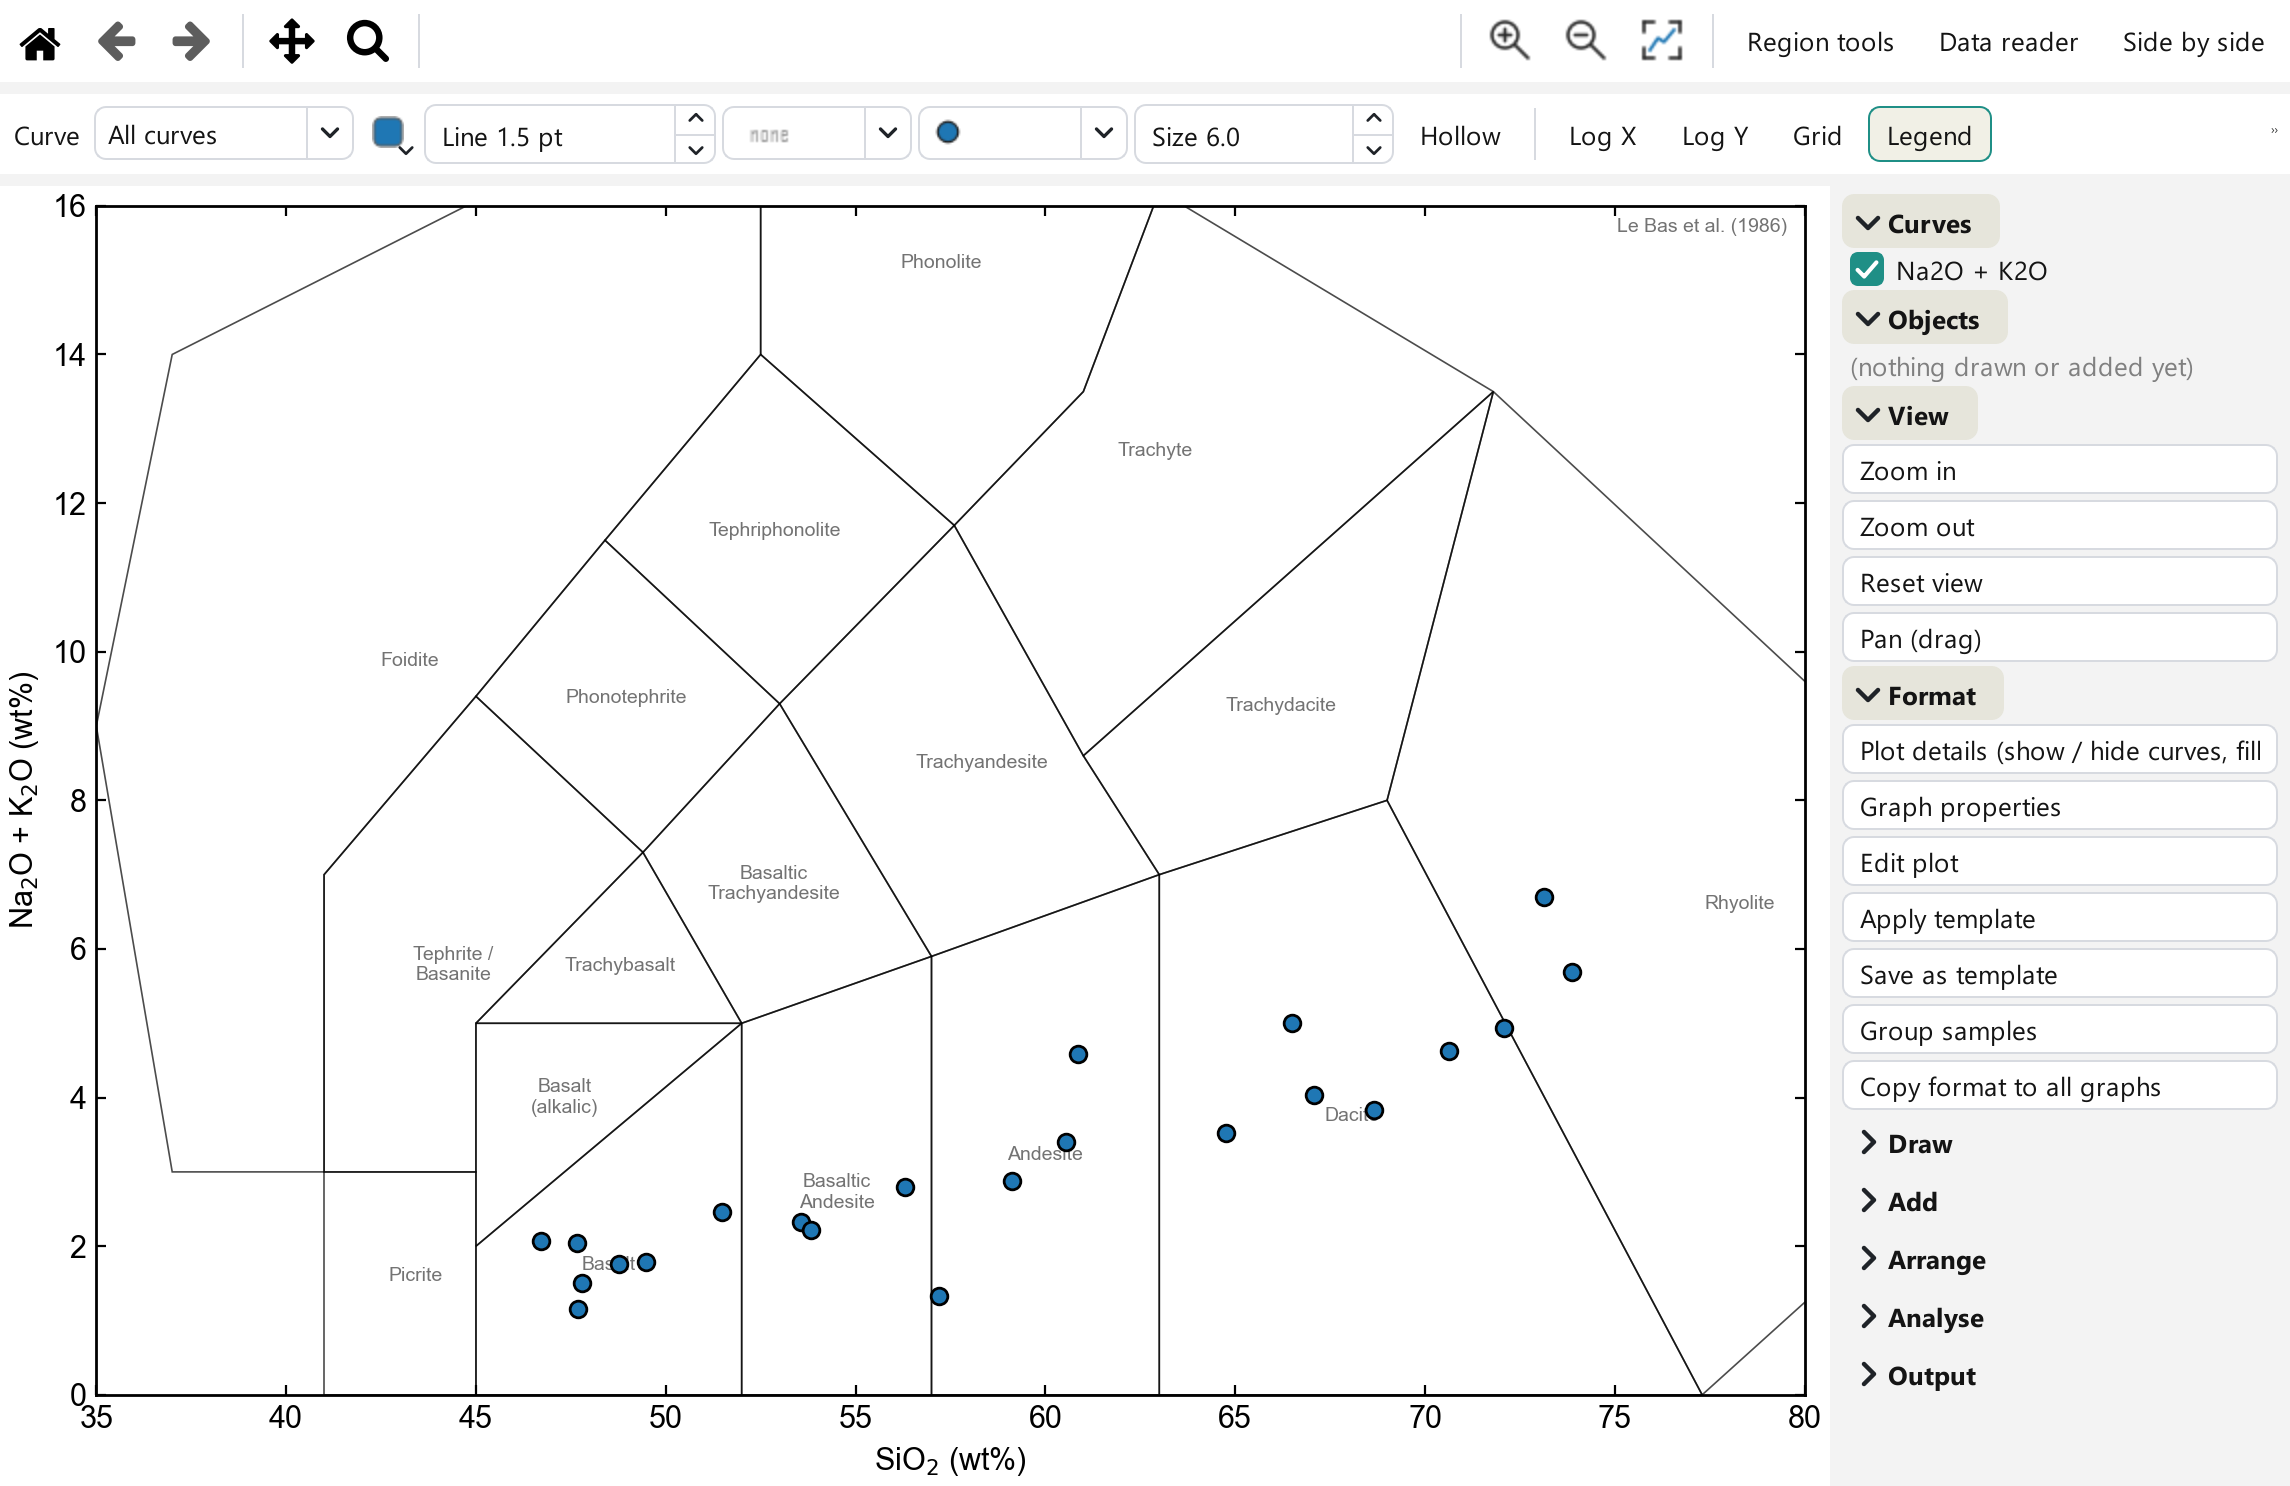 Region tools Data reader Side by side
Curve All curves Line 1.5 pt none Size 6.0 Hollow Log X Log Y Grid Legend »
Le Bas et al. (1986)
Phonolite
Trachyte
Tephriphonolite
Foidite
Phonotephrite
Trachydacite
Trachyandesite
Basaltic
Trachyandesite
Rhyolite
Tephrite /
Basanite
Trachybasalt
Basalt
(alkalic)
Dacite
Andesite
Basaltic
Andesite
Basalt
Picrite
16
14
12
10
8
6
4
2
0
35 40 45 50 55 60 65 70 75 80
Na₂O + K₂O (wt%)
SiO₂ (wt%)
Curves
Na2O + K2O
Objects
(nothing drawn or added yet)
View
Zoom in
Zoom out
Reset view
Pan (drag)
Format
Plot details (show / hide curves, fill
Graph properties
Edit plot
Apply template
Save as template
Group samples
Copy format to all graphs
Draw
Add
Arrange
Analyse
Output